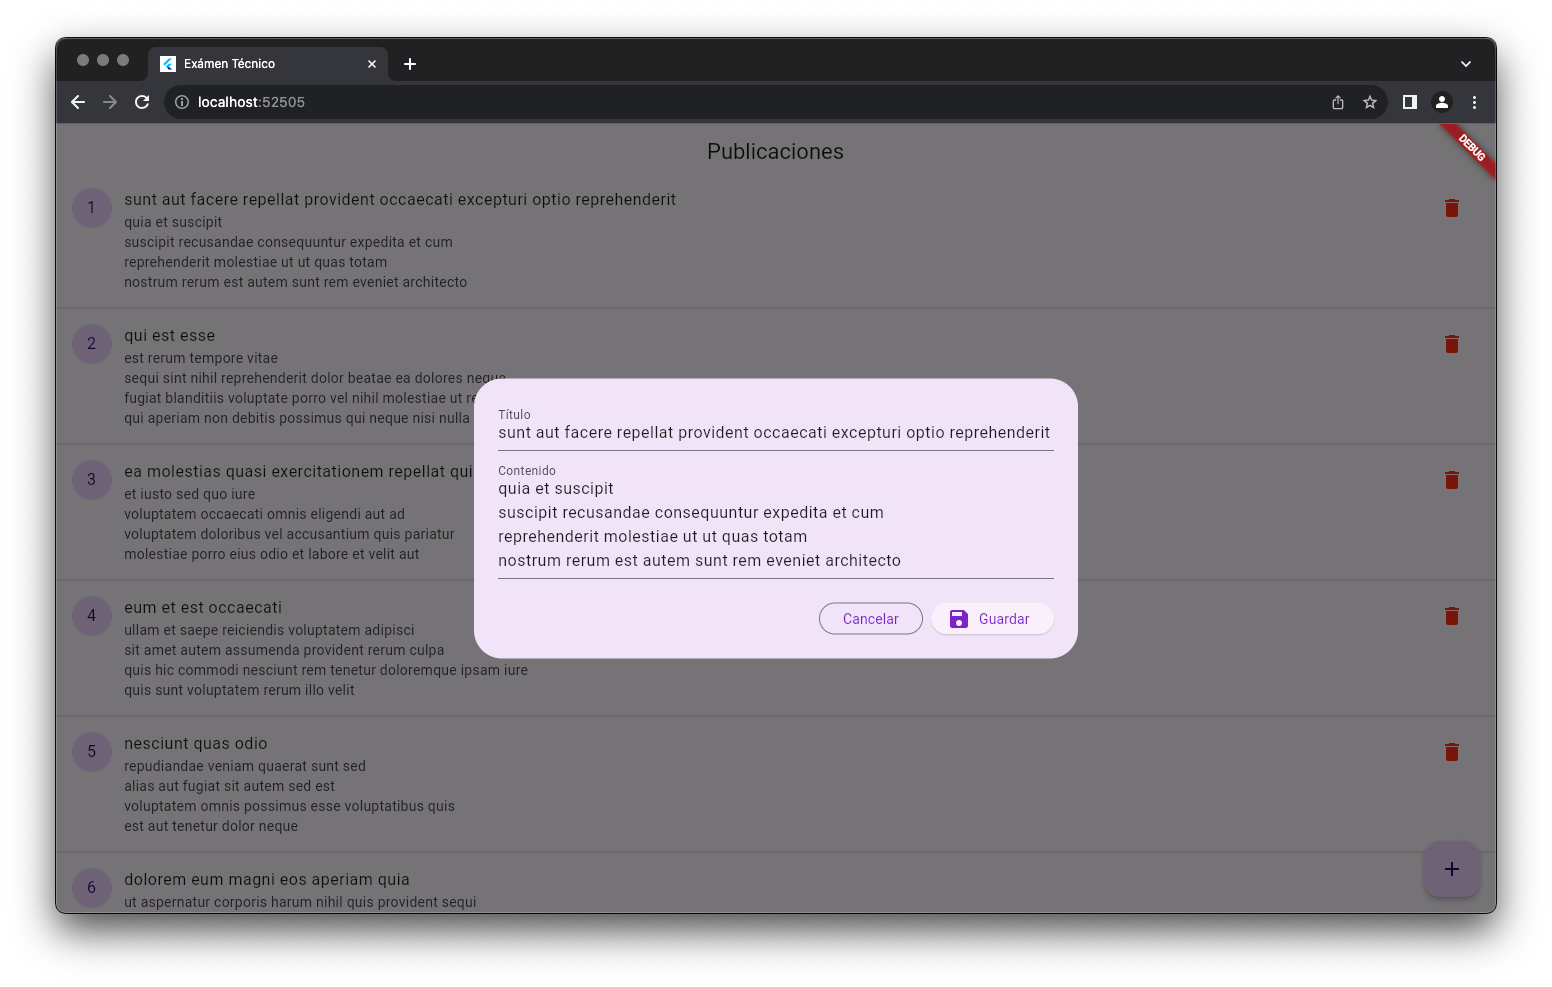 Exámen Técnico
localhost:52505
Publicaciones
DEBUG
1
sunt aut facere repellat provident occaecati excepturi optio reprehenderit
quia et suscipit
suscipit recusandae consequuntur expedita et cum
reprehenderit molestiae ut ut quas totam
nostrum rerum est autem sunt rem eveniet architecto
2
qui est esse
est rerum tempore vitae
sequi sint nihil reprehenderit dolor beatae ea dolores neque
fugiat blanditiis voluptate porro vel nihil molestiae ut
qui aperiam non debitis possimus qui neque nisi nulla
3
ea molestias quasi exercitationem repellat qui
et iusto sed quo iure
voluptatem occaecati omnis eligendi aut ad
voluptatem doloribus vel accusantium quis pariatur
molestiae porro eius odio et labore et velit aut
4
eum et est occaecati
ullam et saepe reiciendis voluptatem adipisci
sit amet autem assumenda provident rerum culpa
quis hic commodi nesciunt rem tenetur doloremque ipsam iure
quis sunt voluptatem rerum illo velit
5
nesciunt quas odio
repudiandae veniam quaerat sunt sed
alias aut fugiat sit autem sed est
voluptatem omnis possimus esse voluptatibus quis
est aut tenetur dolor neque
6
dolorem eum magni eos aperiam quia
ut aspernatur corporis harum nihil quis provident sequi
Título
sunt aut facere repellat provident occaecati excepturi optio reprehenderit
Contenido
quia et suscipit
suscipit recusandae consequuntur expedita et cum
reprehenderit molestiae ut ut quas totam
nostrum rerum est autem sunt rem eveniet architecto
Cancelar
Guardar